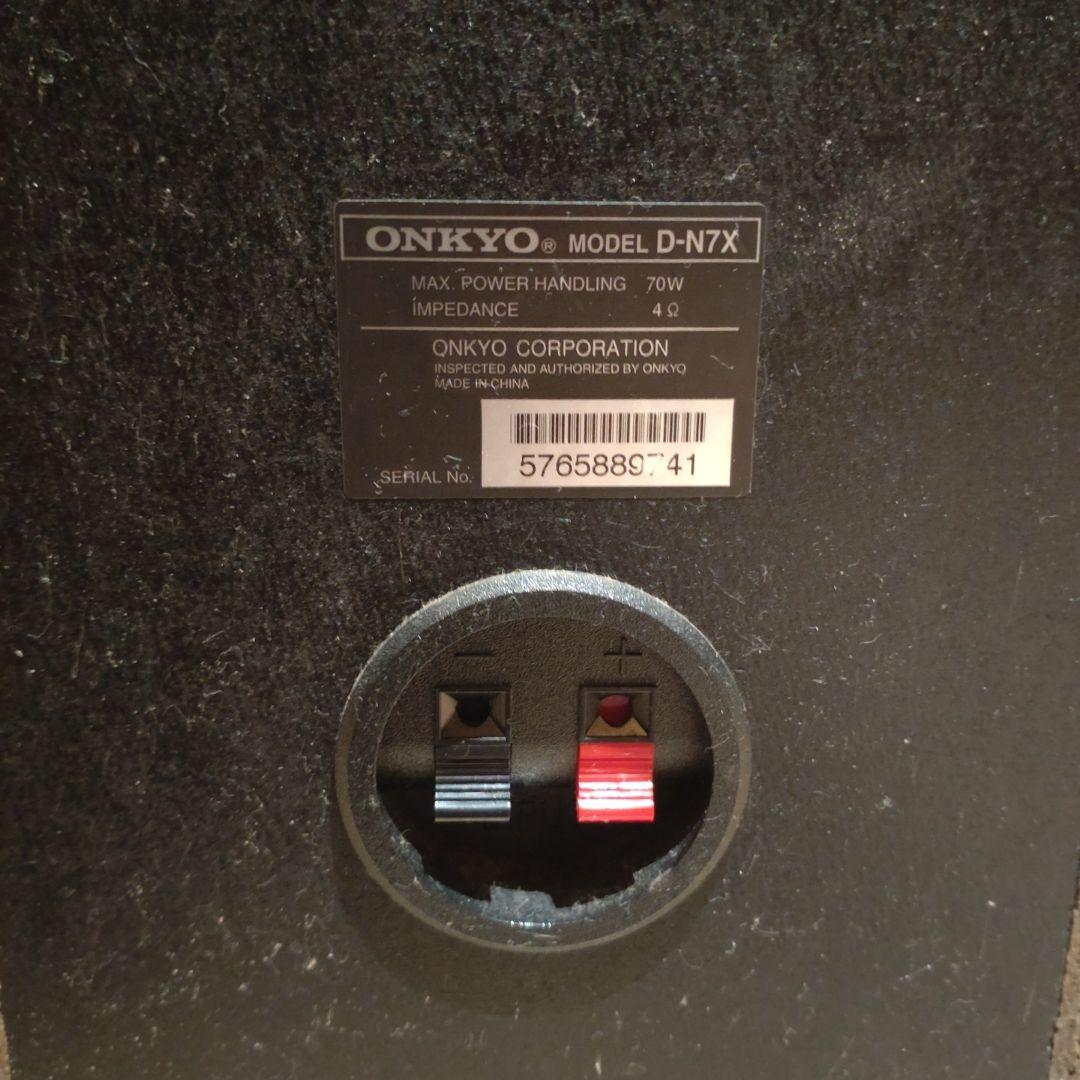 ONKYO® MODEL D-N7X
MAX. POWER HANDLING 70W
IMPEDANCE 4 Ω
ONKYO CORPORATION
INSPECTED AND AUTHORIZED BY ONKYO
MADE IN CHINA
SERIAL No. 5765889741
− +